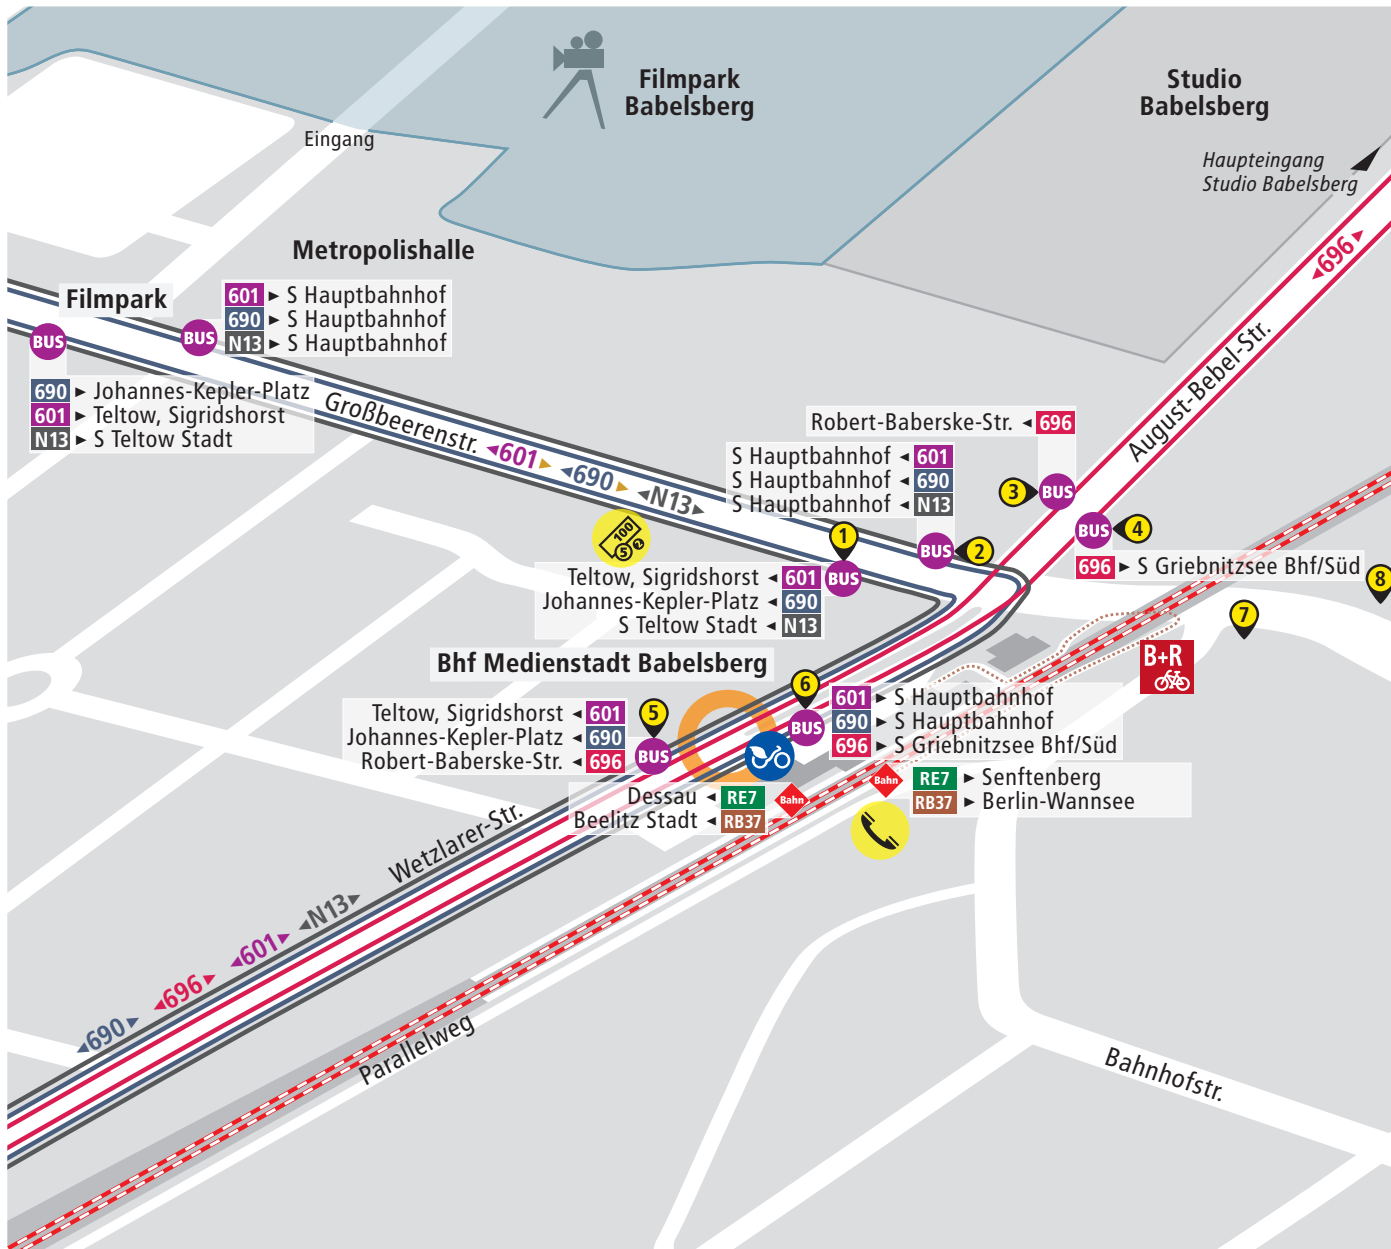 Filmpark
Babelsberg
Studio
Babelsberg
Eingang
Haupteingang
Studio Babelsberg
696
Metropolishalle
Filmpark
601 ► S Hauptbahnhof
690 ► S Hauptbahnhof
N13 ► S Hauptbahnhof
BUS
BUS
690 ► Johannes-Kepler-Platz
601 ► Teltow, Sigridshorst
N13 ► S Teltow Stadt
Großbeerenstr.
◄601►
◄690►
◄N13►
August-Bebel-Str.
Robert-Baberske-Str. ◄ 696
S Hauptbahnhof ◄ 601
S Hauptbahnhof ◄ 690
S Hauptbahnhof ◄ N13
3
BUS
4
BUS
696 ► S Griebnitzsee Bhf/Süd
100
5
2
1
BUS
2
BUS
Teltow, Sigridshorst ◄ 601
Johannes-Kepler-Platz ◄ 690
S Teltow Stadt ◄ N13
8
7
B+R
Bhf Medienstadt Babelsberg
6
BUS
601 ► S Hauptbahnhof
690 ► S Hauptbahnhof
696 ► S Griebnitzsee Bhf/Süd
5
BUS
Teltow, Sigridshorst ◄ 601
Johannes-Kepler-Platz ◄ 690
Robert-Baberske-Str. ◄ 696
Dessau ◄ RE7
Beelitz Stadt ◄ RB37
Bahn
Bahn
RE7 ► Senftenberg
RB37 ► Berlin-Wannsee
Wetzlarer-Str.
◄N13►
◄601►
◄696►
◄690►
Parallelweg
Bahnhofstr.